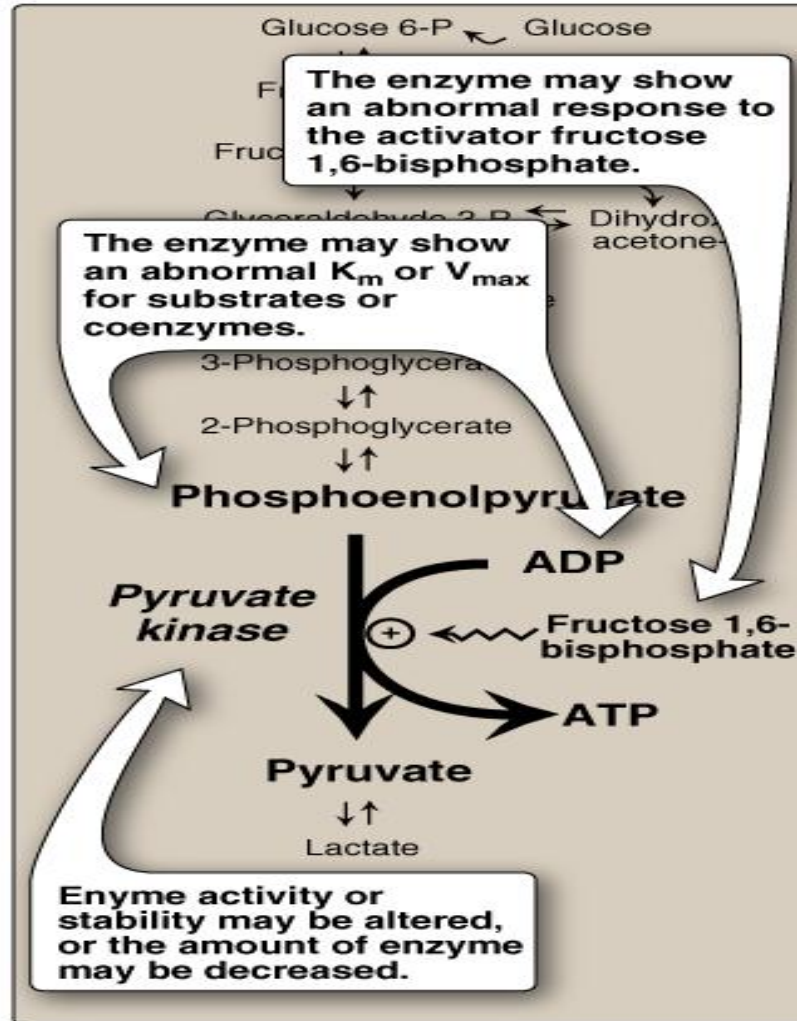 Glucose 6-P Glucose
The enzyme may show
an abnormal response to
the activator fructose
1,6-bisphosphate.
The enzyme may show
an abnormal Km or Vmax
for substrates or
coenzymes.
3-Phosphoglycerat
2-Phosphoglycerate
Phosphoenolpyruvate
ADP
Pyruvate
kinase
+
Fructose 1,6-
bisphosphate
ATP
Pyruvate
Lactate
Enyme activity or
stability may be altered,
or the amount of enzyme
may be decreased.